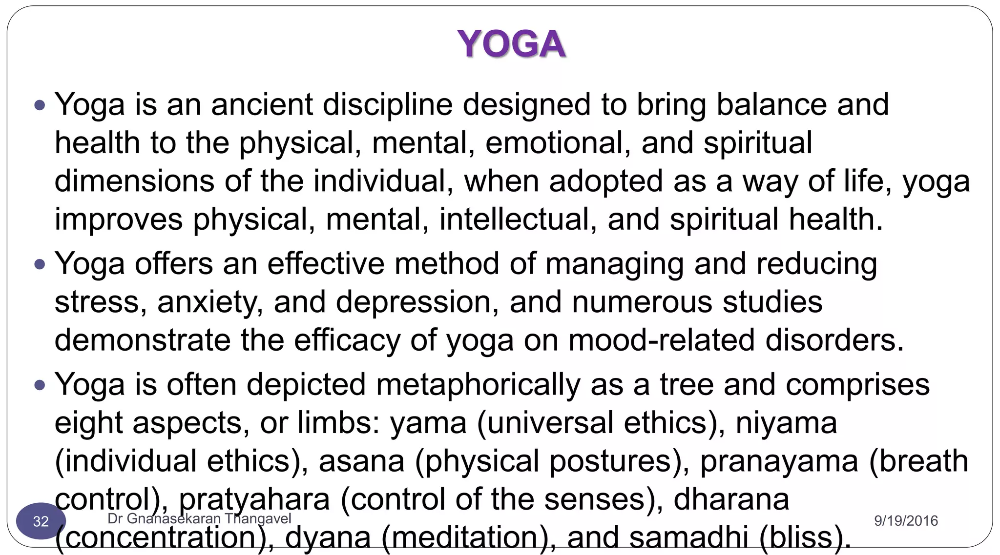 YOGA
• Yoga is an ancient discipline designed to bring balance and
health to the physical, mental, emotional, and spiritual
dimensions of the individual, when adopted as a way of life, yoga
improves physical, mental, intellectual, and spiritual health.
• Yoga offers an effective method of managing and reducing
stress, anxiety, and depression, and numerous studies
demonstrate the efficacy of yoga on mood-related disorders.
• Yoga is often depicted metaphorically as a tree and comprises
eight aspects, or limbs: yama (universal ethics), niyama
(individual ethics), asana (physical postures), pranayama (breath
control), pratyahara (control of the senses), dharana
(concentration), dyana (meditation), and samadhi (bliss).
32
Dr Gnanasekaran Thangavel
9/19/2016